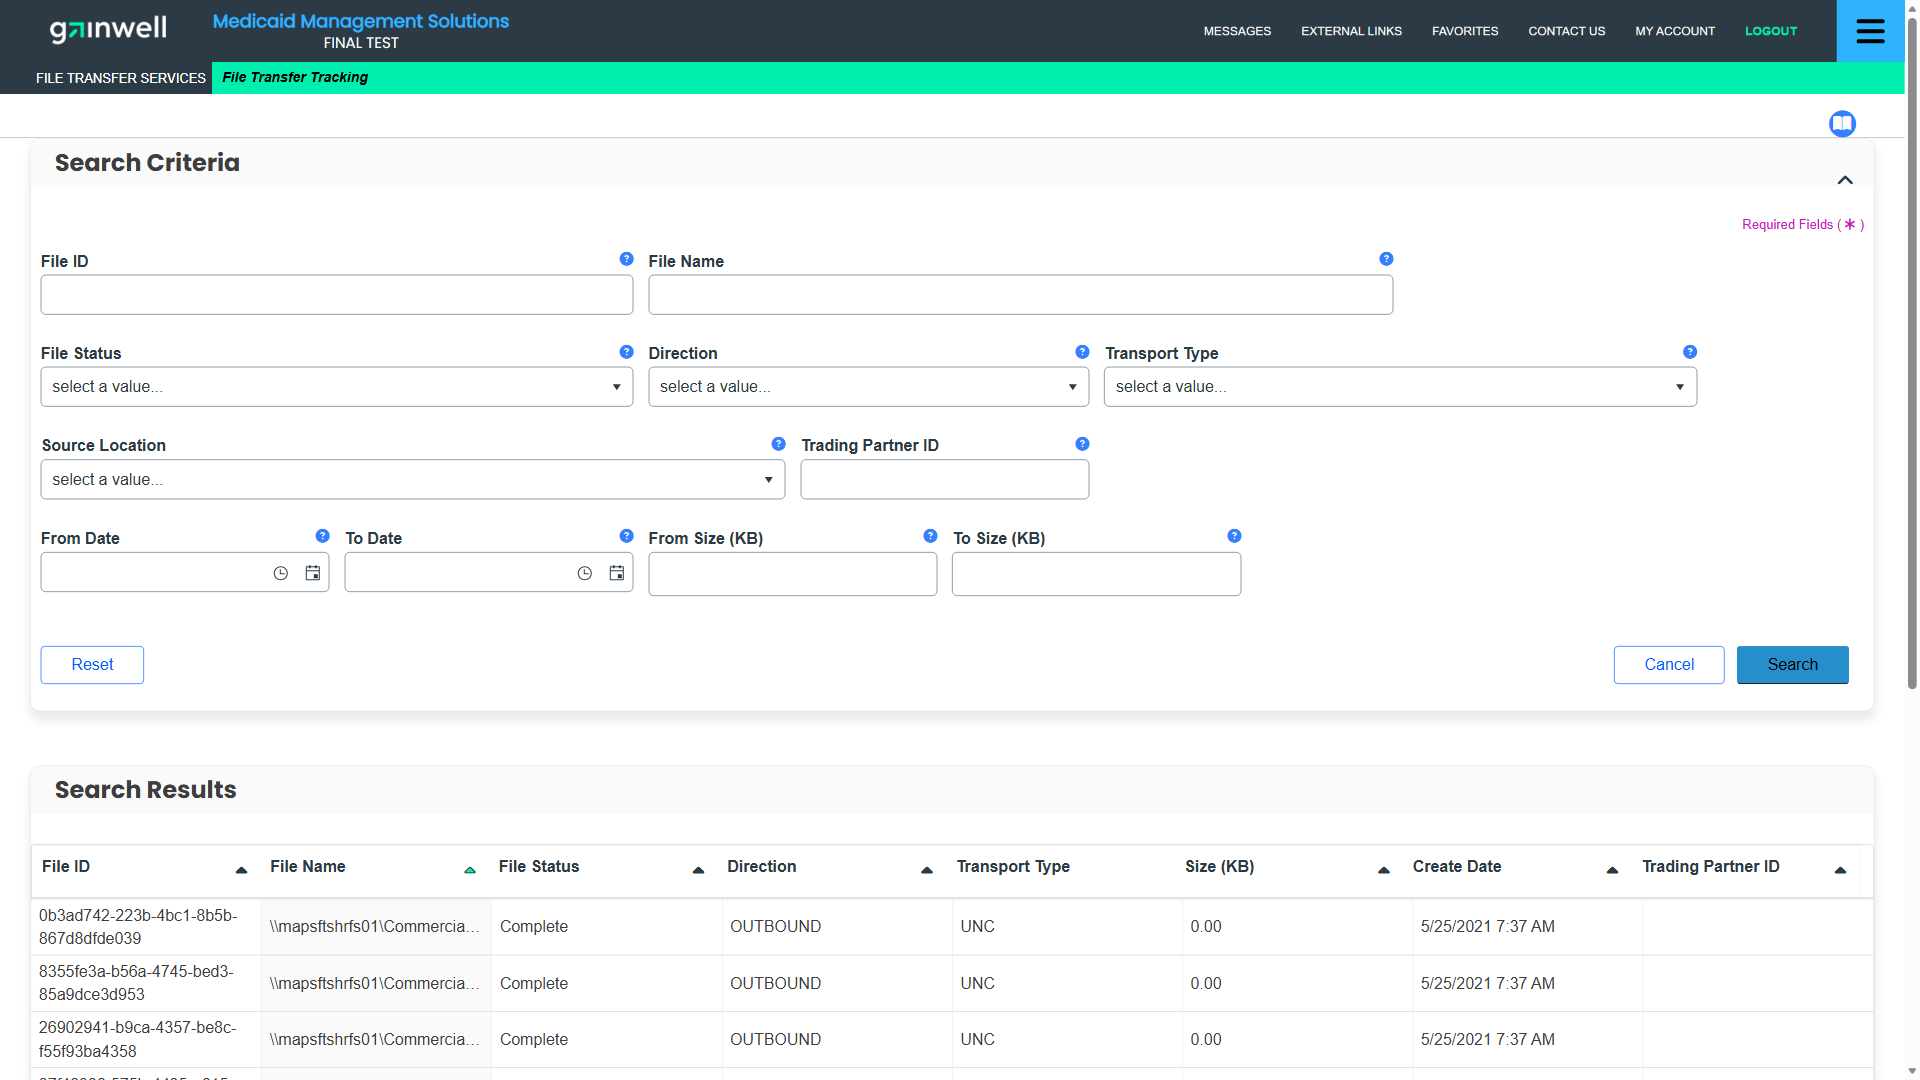 gainwell
Medicaid Management Solutions
FINAL TEST
MESSAGES
EXTERNAL LINKS
FAVORITES
CONTACT US
MY ACCOUNT
LOGOUT
FILE TRANSFER SERVICES
File Transfer Tracking
Search Criteria
Required Fields ( * )
File ID
File Name
File Status
Direction
Transport Type
select a value...
select a value...
select a value...
Source Location
Trading Partner ID
select a value...
From Date
To Date
From Size (KB)
To Size (KB)
Reset
Cancel
Search
Search Results
File ID
File Name
File Status
Direction
Transport Type
Size (KB)
Create Date
Trading Partner ID
0b3ad742-223b-4bc1-8b5b-
867d8dfde039
\\mapsftshrfs01\Commercia...
Complete
OUTBOUND
UNC
0.00
5/25/2021 7:37 AM
8355fe3a-b56a-4745-bed3-
85a9dce3d953
\\mapsftshrfs01\Commercia...
Complete
OUTBOUND
UNC
0.00
5/25/2021 7:37 AM
26902941-b9ca-4357-be8c-
f55f93ba4358
\\mapsftshrfs01\Commercia...
Complete
OUTBOUND
UNC
0.00
5/25/2021 7:37 AM